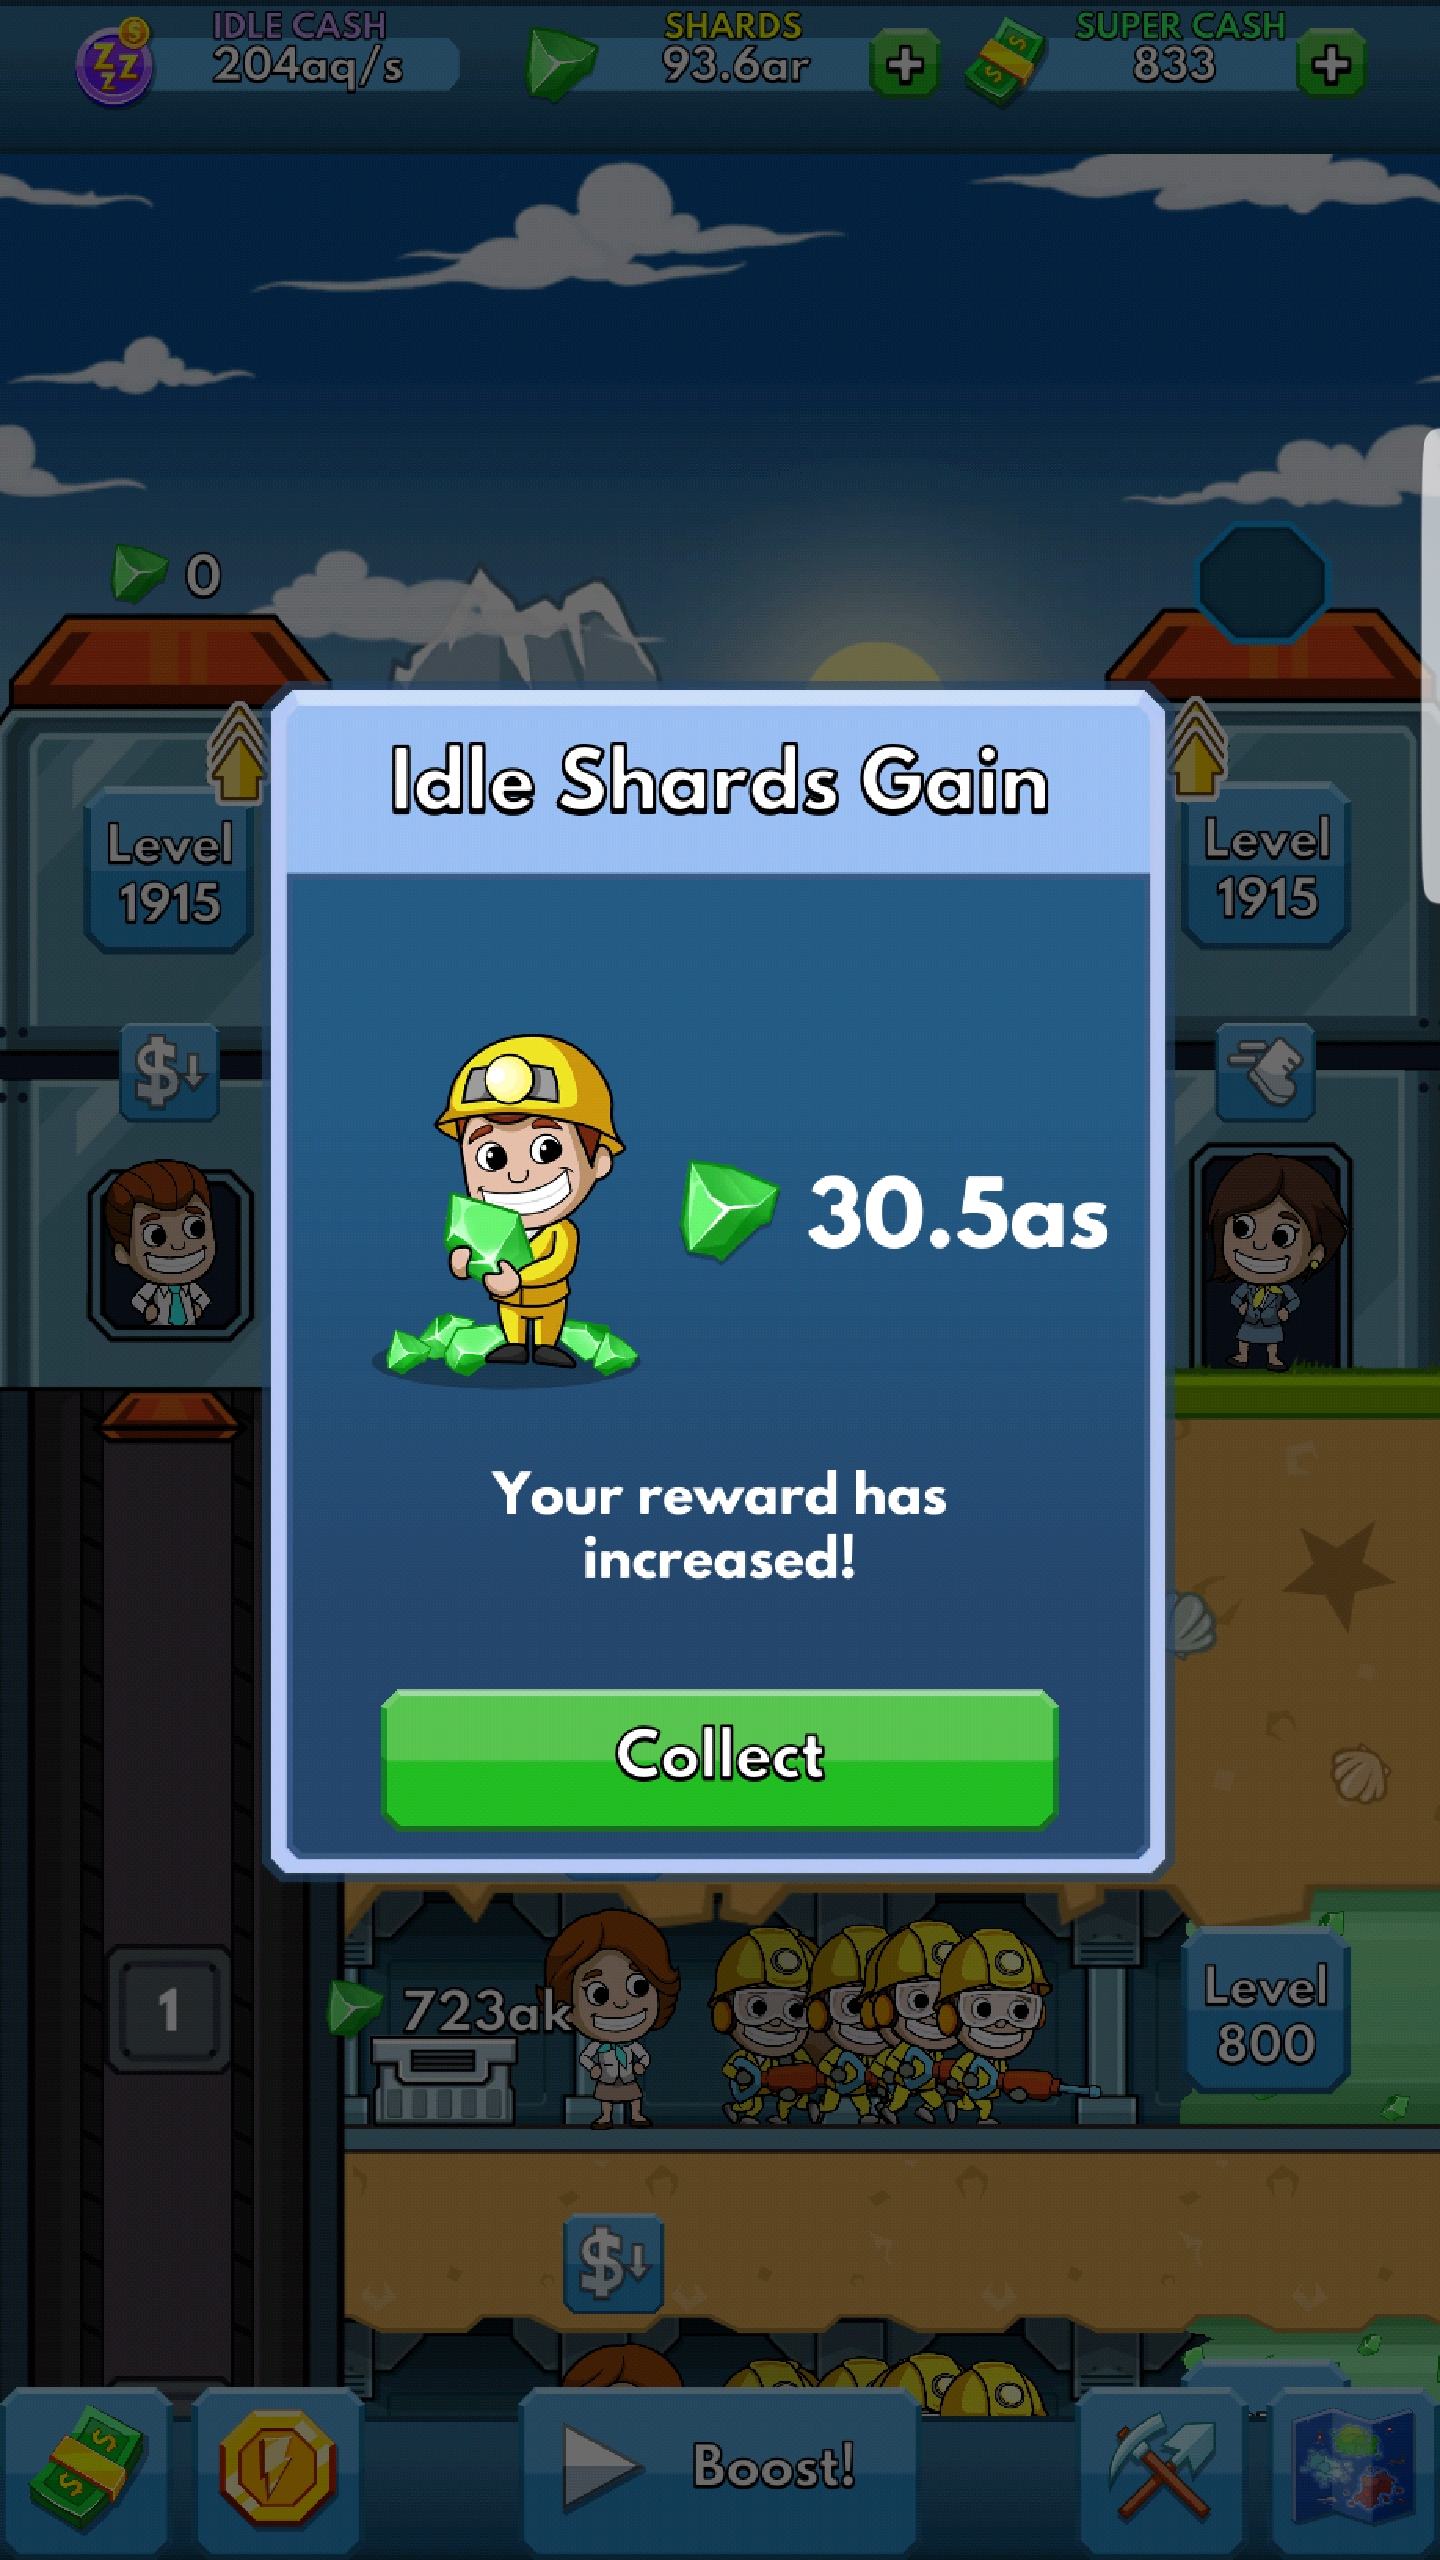 IDLE CASH
204aq/s
SHARDS
93.6ar
SUPER CASH
833
0
Level
1915
Level
1915
Idle Shards Gain
30.5as
Your reward has
increased!
Collect
1
723ak
Level
800
Boost!